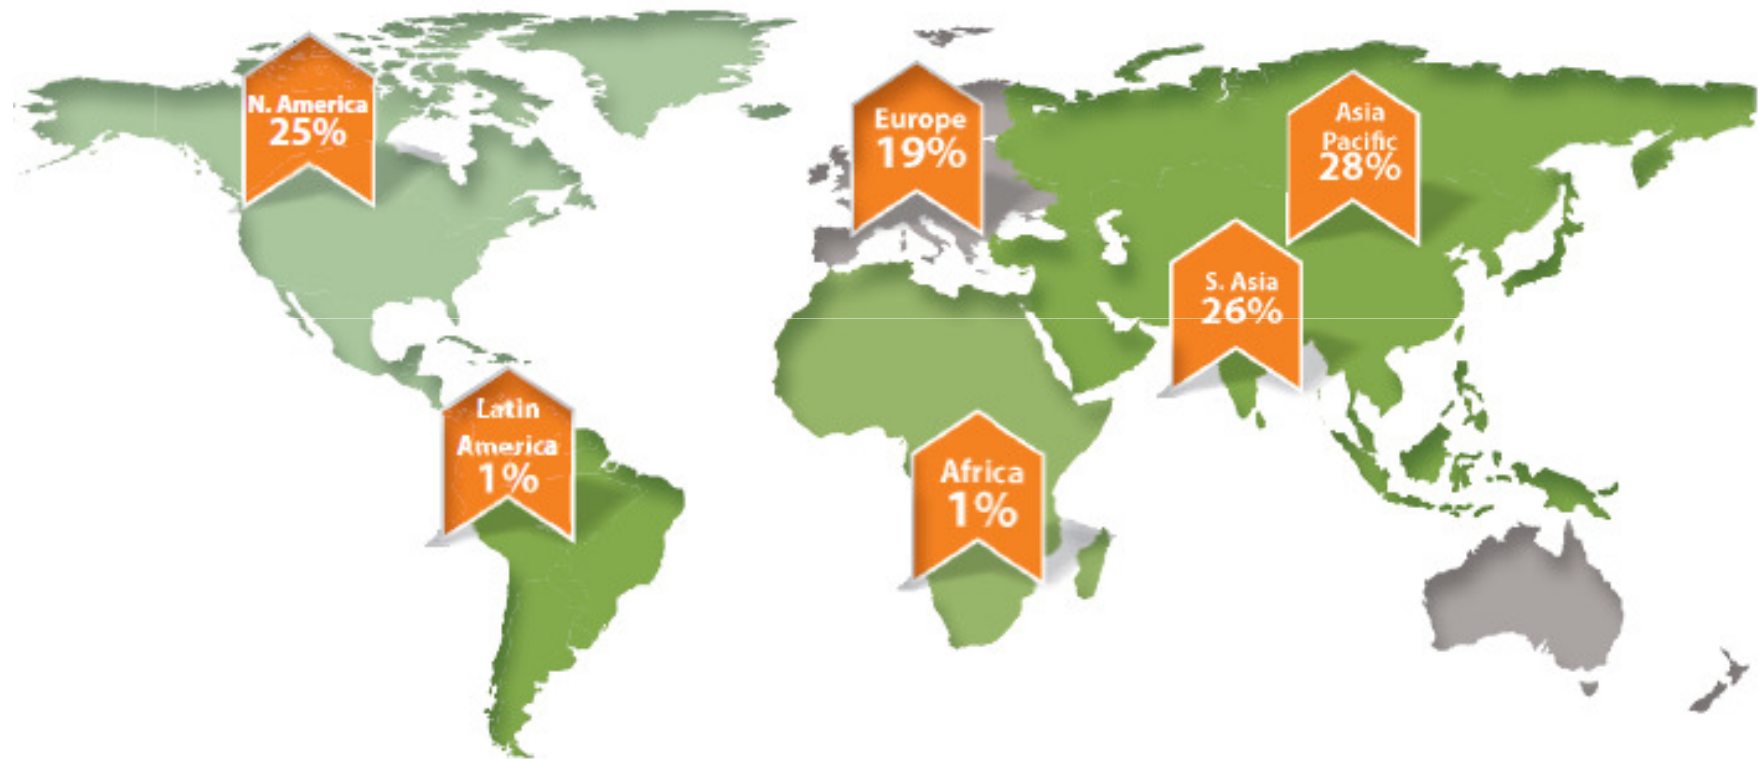 N. America
25%
Europe
19%
Asia
Pacific
28%
S. Asia
26%
Latin
America
1%
Africa
1%